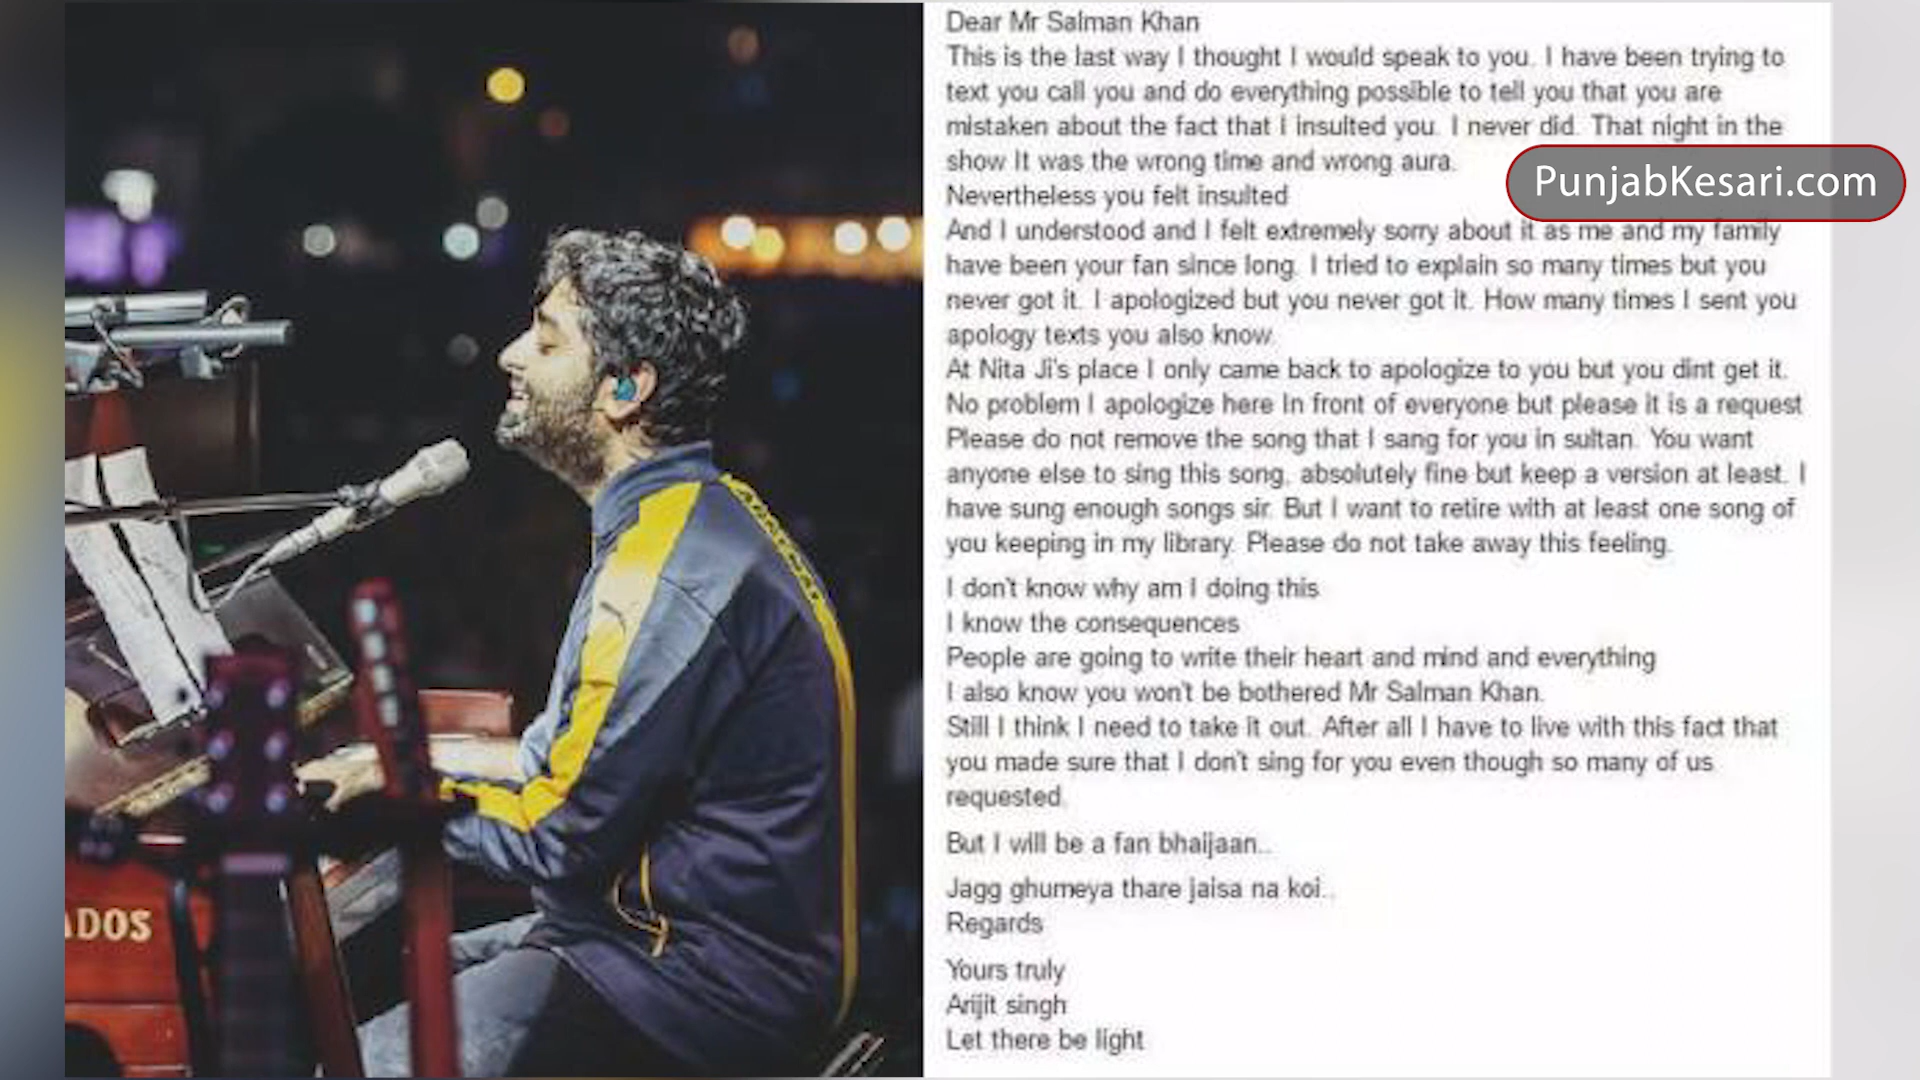 Dear Mr Salman Khan
This is the last way I thought I would speak to you. I have been trying to
text you call you and do everything possible to tell you that you are
mistaken about the fact that I insulted you. I never did. That night in the
show It was the wrong time and wrong aura.
PunjabKesari.com
Nevertheless you felt insulted
And I understood and I felt extremely sorry about it as me and my family
have been your fan since long. I tried to explain so many times but you
never got it. I apologized but you never got it. How many times I sent you
apology texts you also know.
At Nita Ji's place I only came back to apologize to you but you dint get it.
No problem I apologize here In front of everyone but please it is a request
Please do not remove the song that I sang for you in sultan. You want
anyone else to sing this song, absolutely fine but keep a version at least. I
have sung enough songs sir. But I want to retire with at least one song of
you keeping in my library. Please do not take away this feeling.
I don't know why am I doing this
I know the consequences
People are going to write their heart and mind and everything
I also know you won't be bothered Mr Salman Khan.
Still I think I need to take it out. After all I have to live with this fact that
you made sure that I don't sing for you even though so many of us
requested.
But I will be a fan bhaijaan..
Jagg ghumeya thare jaisa na koi..
Regards
Yours truly
Arijit singh
Let there be light
ADOS